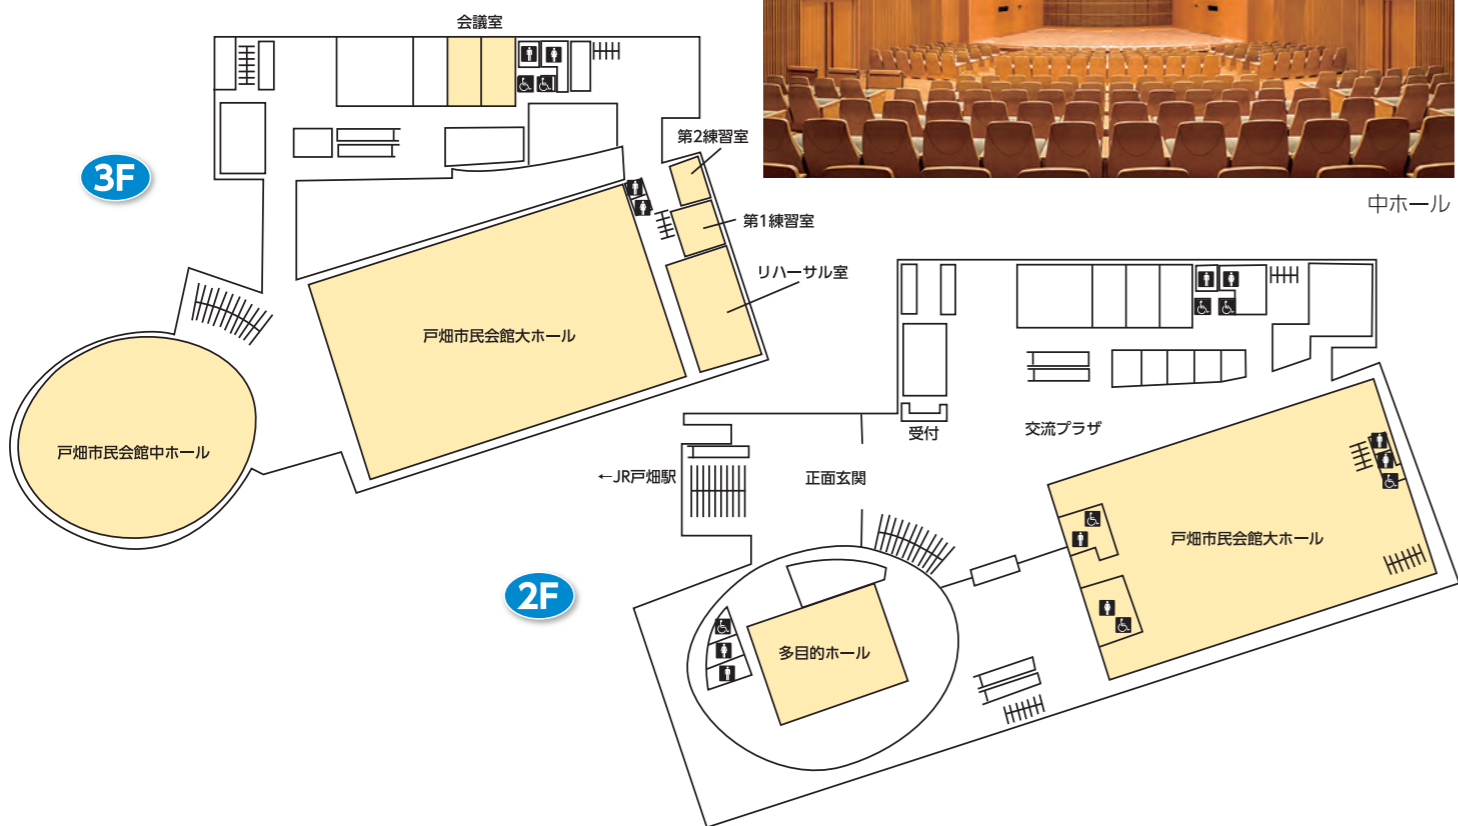 会議室
第2練習室
3F
中ホール
第1練習室
リハーサル室
戸畑市民会館大ホール
戸畑市民会館中ホール
受付
交流プラザ
←JR戸畑駅
正面玄関
戸畑市民会館大ホール
2F
多目的ホール